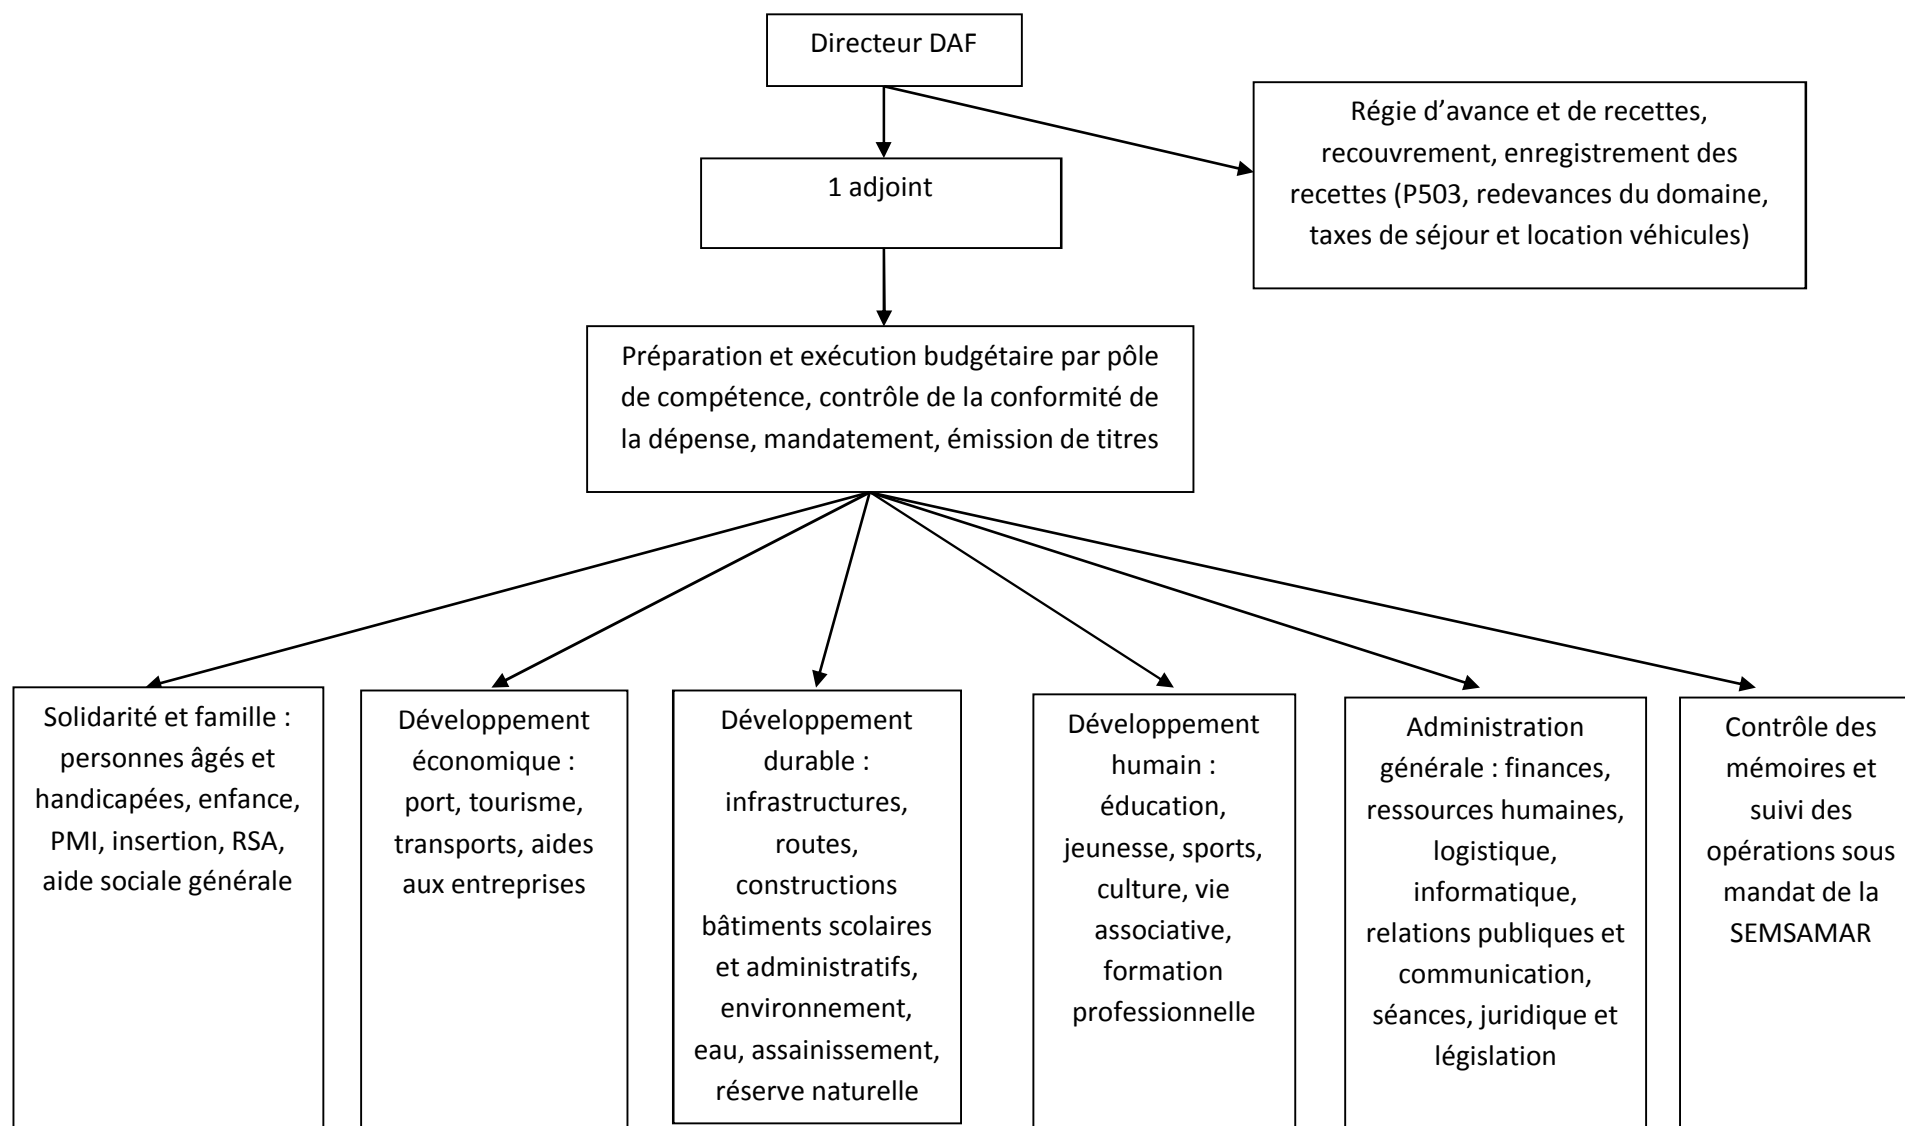 Directeur DAF
Régie d’avance et de recettes,
recouvrement, enregistrement des
recettes (P503, redevances du domaine,
taxes de séjour et location véhicules)
1 adjoint
Préparation et exécution budgétaire par pôle
de compétence, contrôle de la conformité de
la dépense, mandatement, émission de titres
Solidarité et famille :
personnes âgés et
handicapées, enfance,
PMI, insertion, RSA,
aide sociale générale
Développement
économique :
port, tourisme,
transports, aides
aux entreprises
Développement
durable :
infrastructures,
routes,
constructions
bâtiments scolaires
et administratifs,
environnement,
eau, assainissement,
réserve naturelle
Développement
humain :
éducation,
jeunesse, sports,
culture, vie
associative,
formation
professionnelle
Administration
générale : finances,
ressources humaines,
logistique,
informatique,
relations publiques et
communication,
séances, juridique et
législation
Contrôle des
mémoires et
suivi des
opérations sous
mandat de la
SEMSAMAR